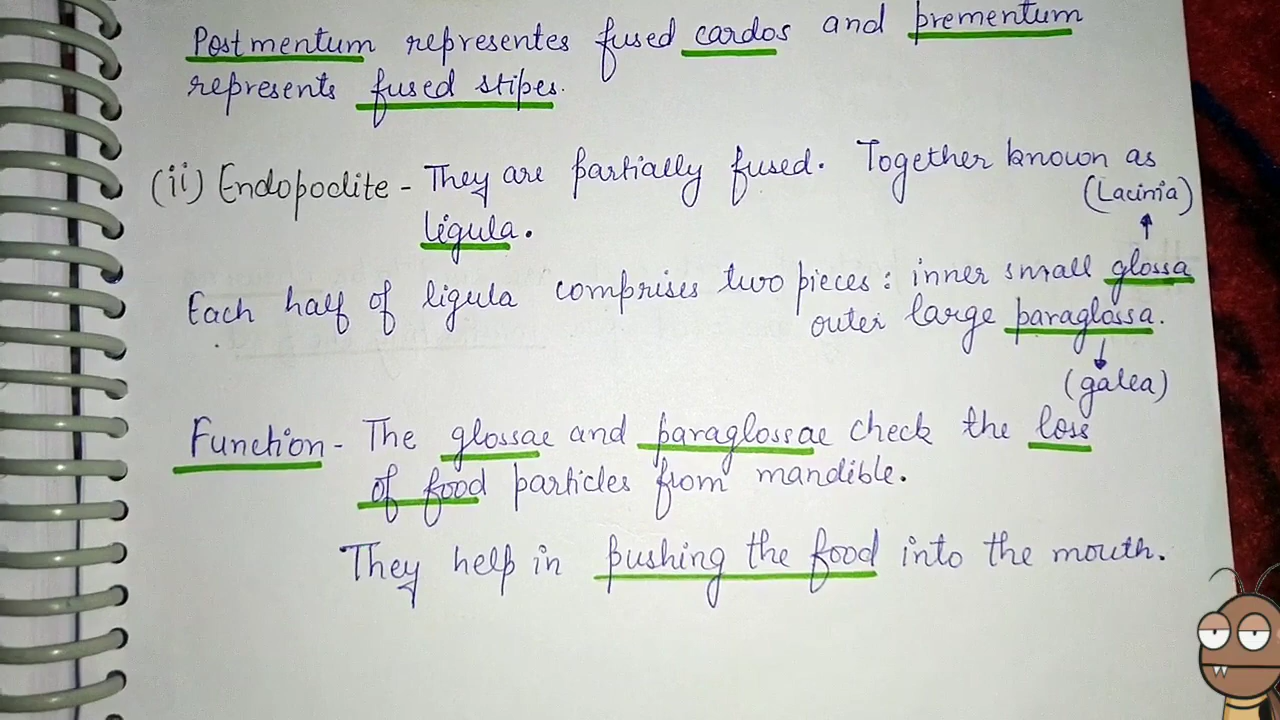 Postmentum representes fused cardos and prementum
represents fused stipes.
(ii) Endopodite - They are partially fused. Together known as
ligula.
(Lacinia)
Each half of ligula comprises two pieces : inner small glossa
outer large paraglossa.
(galea)
Function - The glossae and paraglossae check the loss
of food particles from mandible.
They help in pushing the food into the mouth.